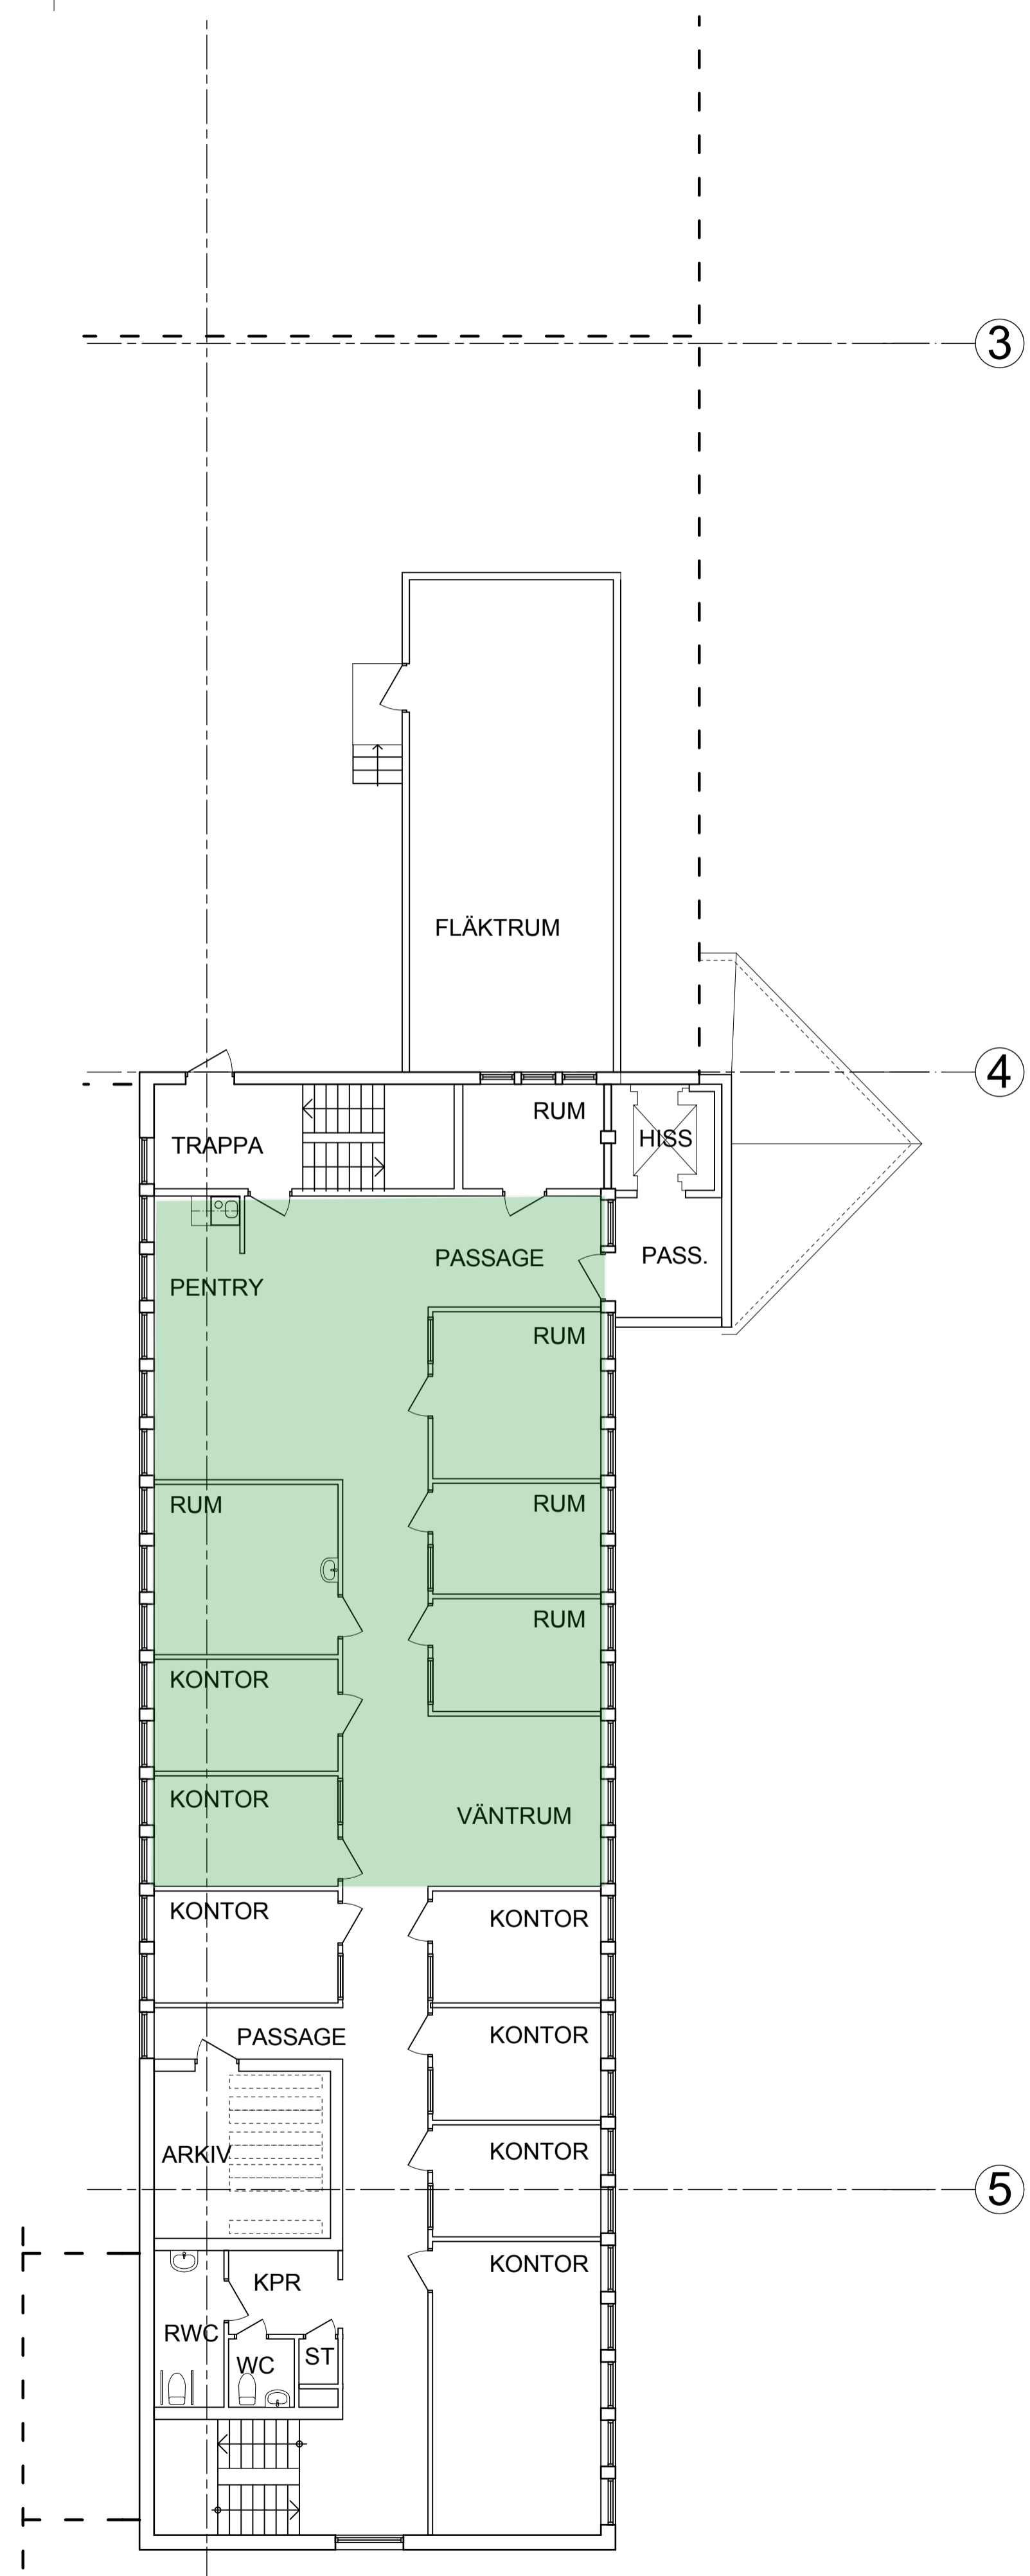 3
FLÄKTRUM
4
RUM
TRAPPA
HISS
PASSAGE
PASS.
PENTRY
RUM
RUM
RUM
RUM
KONTOR
KONTOR
VÄNTRUM
KONTOR
KONTOR
PASSAGE
KONTOR
ARKIV
KONTOR
5
KONTOR
KPR
RWC
ST
WC